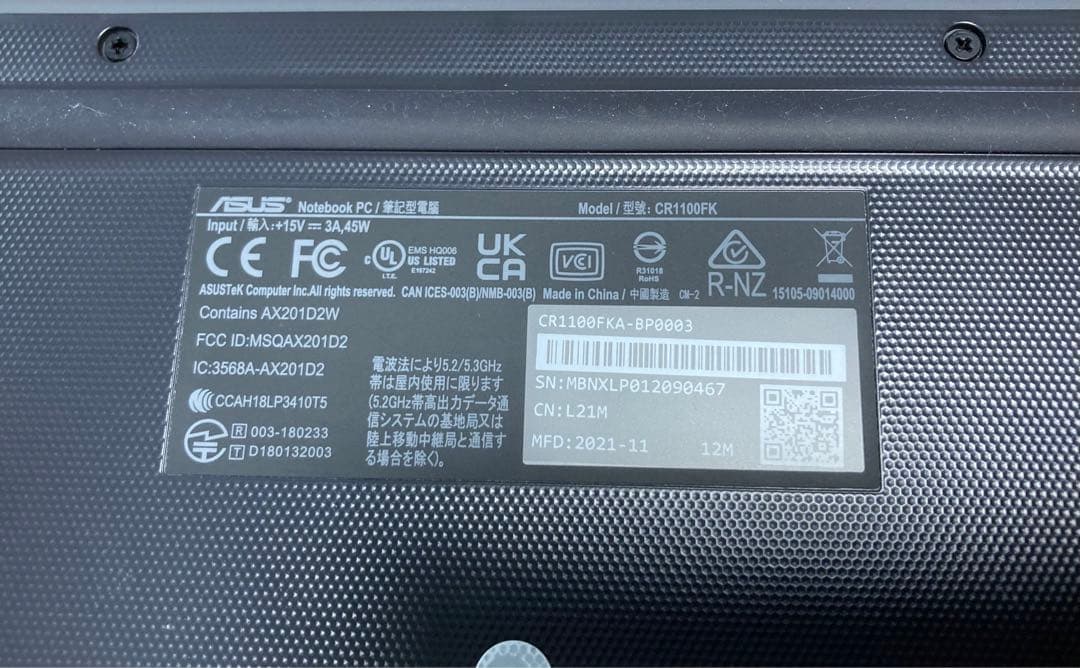 ASUS® Notebook PC / 筆記型電腦 Model / 型號: CR1100FK
Input / 輸入:+15V ⎓ 3A,45W
CE FC c UL US LISTED EMS HQ006
I.T.E. E167242
UK CA
VCI
R31018
RoHS
R-NZ
ASUSTeK Computer Inc.All rights reserved. CAN ICES-003(B)/NMB-003(B) Made in China / 中國製造 CM-2 15105-09014000
Contains AX201D2W
FCC ID:MSQAX201D2
IC:3568A-AX201D2
CCAH18LP3410T5
R 003-180233
T D180132003
電波法により5.2/5.3GHz
帯は屋内使用に限ります
(5.2GHz帯高出力データ通
信システムの基地局又は
陸上移動中継局と通信す
る場合を除く)。
CR1100FKA-BP0003
SN:MBNXLP012090467
CN:L21M
MFD:2021-11 12M